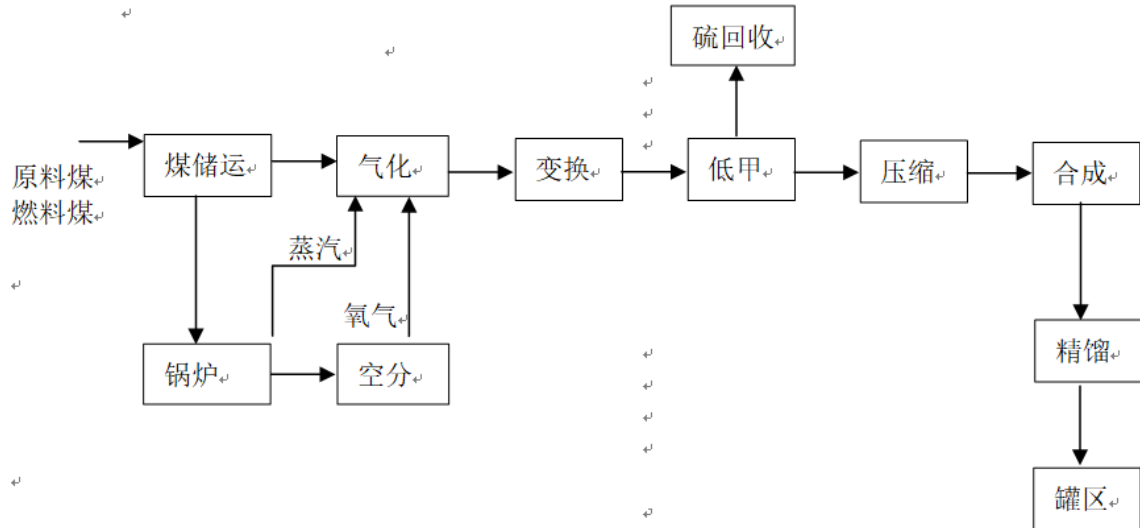 硫回收
原料煤
燃料煤
煤储运
气化
变换
低甲
压缩
合成
蒸汽
氧气
锅炉
空分
精馏
罐区